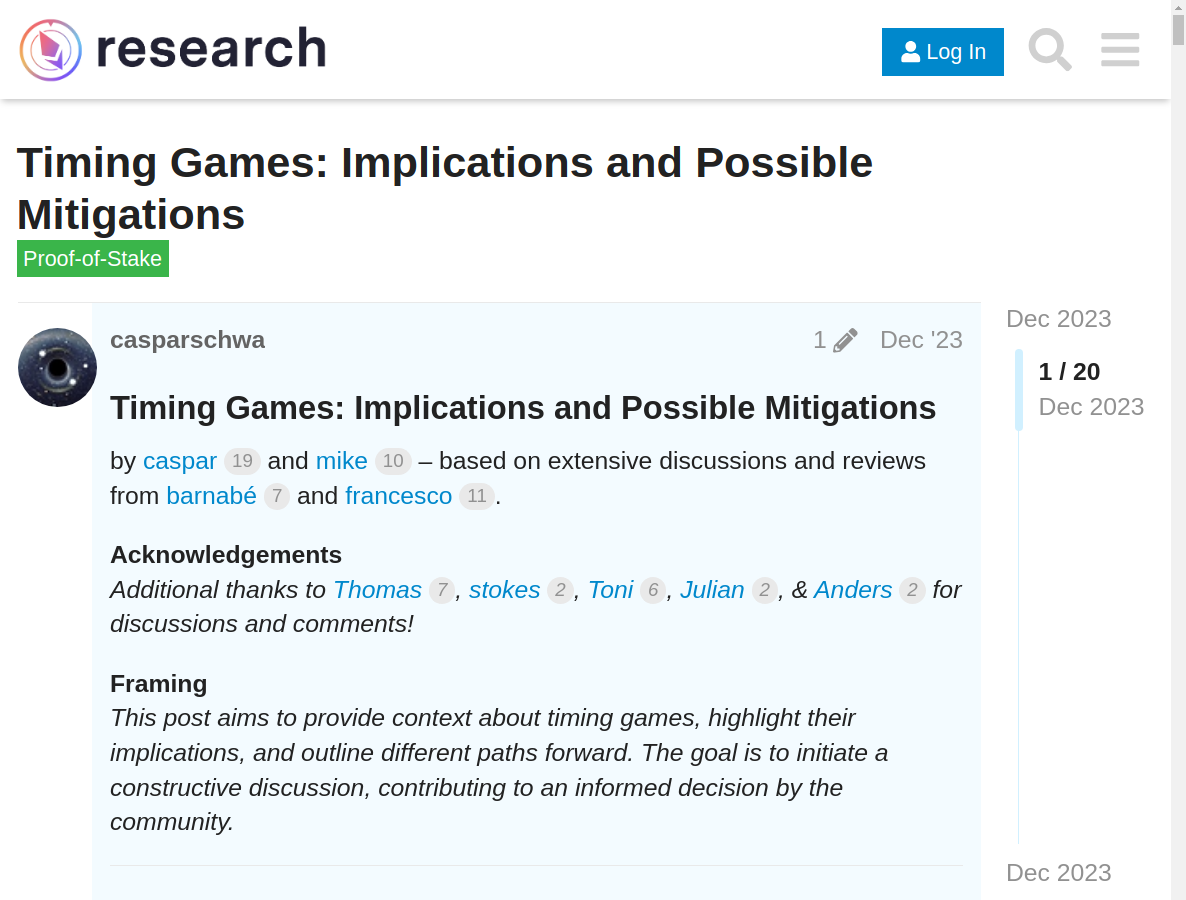 research
Log In
Timing Games: Implications and Possible
Mitigations
Proof-of-Stake
casparschwa
1
Dec '23
Timing Games: Implications and Possible Mitigations
by caspar 19 and mike 10 – based on extensive discussions and reviews
from barnabé 7 and francesco 11.
Acknowledgements
Additional thanks to Thomas 7, stokes 2, Toni 6, Julian 2, & Anders 2 for
discussions and comments!
Framing
This post aims to provide context about timing games, highlight their
implications, and outline different paths forward. The goal is to initiate a
constructive discussion, contributing to an informed decision by the
community.
Dec 2023
1 / 20
Dec 2023
Dec 2023